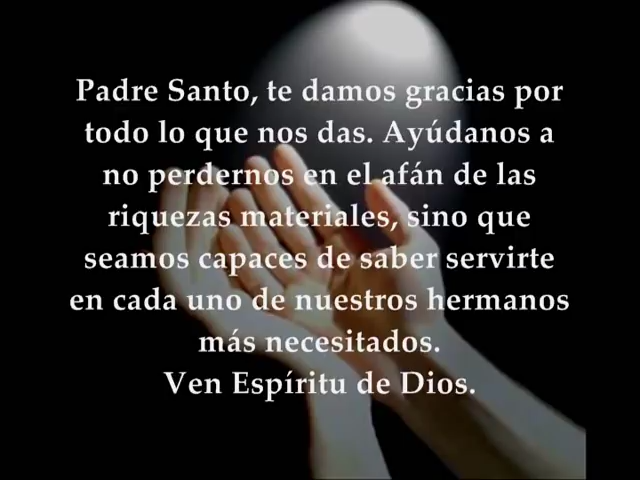 Padre Santo, te damos gracias por
todo lo que nos das. Ayúdanos a
no perdernos en el afán de las
riquezas materiales, sino que
seamos capaces de saber servirte
en cada uno de nuestros hermanos
más necesitados.
Ven Espíritu de Dios.